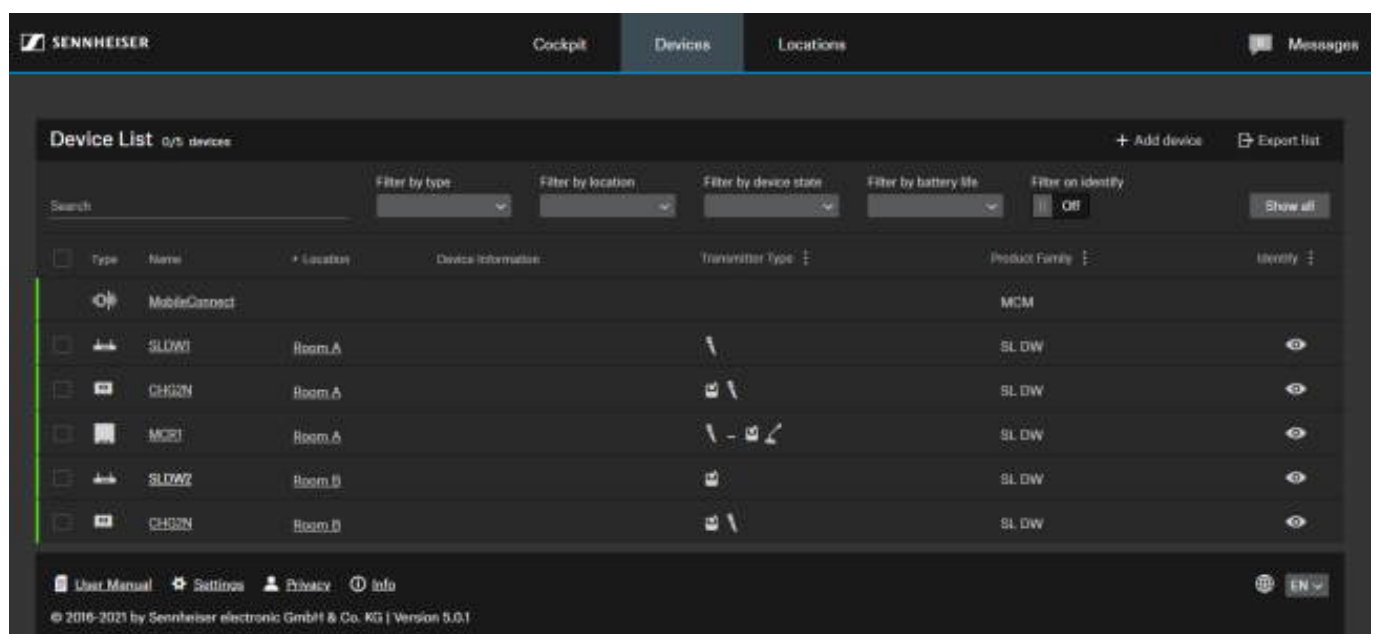 SENNHEISER Cockpit Devices Locations Messages
Device List 0/5 devices + Add device Export list
Filter by type Filter by location Filter by device state Filter by battery life Filter on identify
Search Off Show all
Type Name Location Device Information Transmitter Type Product Family Identify
MobileConnect MCM
SLDW1 Room A SL DW
CHG2N Room A SL DW
MCR1 Room A SL DW
SLDW2 Room B SL DW
CHG2N Room B SL DW
User Manual Settings Privacy Info EN
© 2016-2021 by Sennheiser electronic GmbH & Co. KG | Version 5.0.1